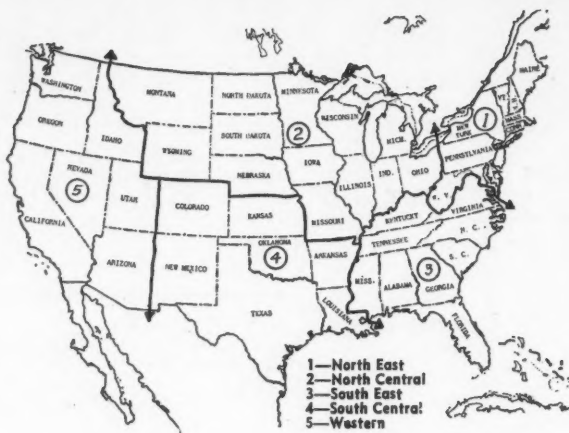 WASHINGTON
MONTANA
NORTH DAKOTA
MINNESOTA
MAINE
VT.
OREGON
IDAHO
SOUTH DAKOTA
WISCONSIN
MICH.
NEW YORK
MASS
1
2
WYOMING
IOWA
PENNSYLVANIA
NEVADA
NEBRASKA
ILLINOIS
IND.
OHIO
5
UTAH
COLORADO
KANSAS
MISSOURI
KENTUCKY
VIRGINIA
CALIFORNIA
OKLAHOMA
TENNESSEE
N. C.
ARIZONA
NEW MEXICO
4
ARKANSAS
S. C.
3
MISS.
ALABAMA
GEORGIA
TEXAS
LOUISIANA
FLORIDA
1—North East
2—North Central
3—South East
4—South Central
5—Western